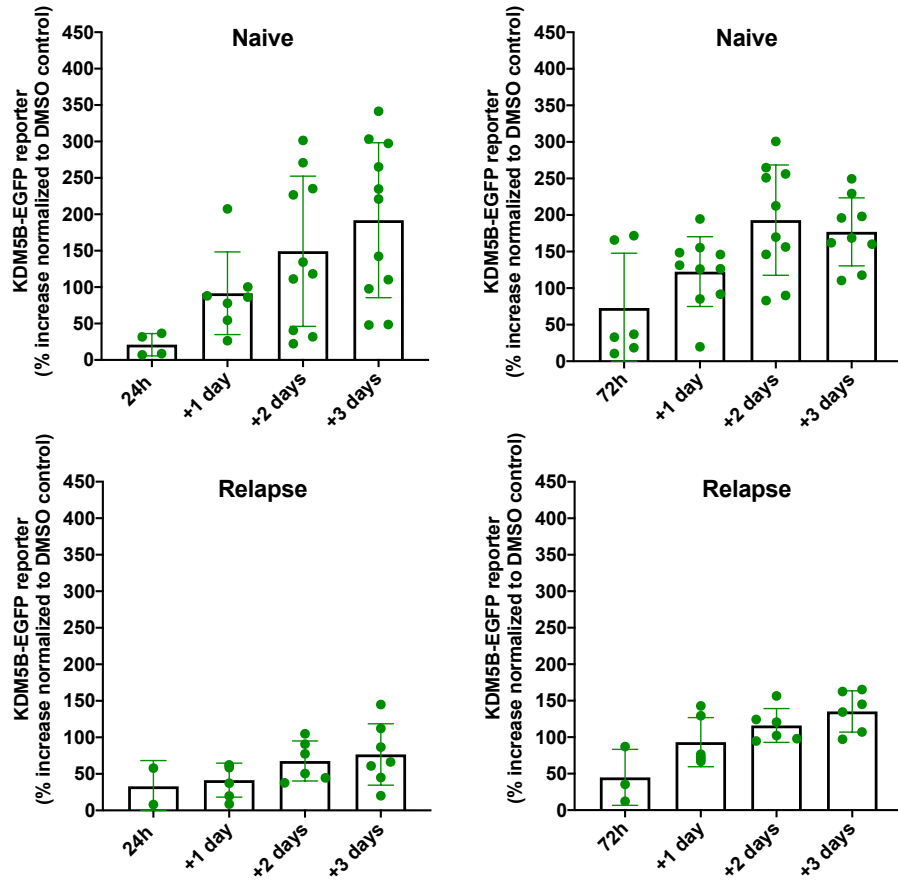 Naive
KDM5B-EGFP reporter
(% increase normalized to DMSO control)
450
400
350
300
250
200
150
100
50
0
24h
+1 day
+2 days
+3 days
Naive
KDM5B-EGFP reporter
(% increase normalized to DMSO control)
450
400
350
300
250
200
150
100
50
0
72h
+1 day
+2 days
+3 days
Relapse
KDM5B-EGFP reporter
(% increase normalized to DMSO control)
450
400
350
300
250
200
150
100
50
0
24h
+1 day
+2 days
+3 days
Relapse
KDM5B-EGFP reporter
(% increase normalized to DMSO control)
450
400
350
300
250
200
150
100
50
0
72h
+1 day
+2 days
+3 days